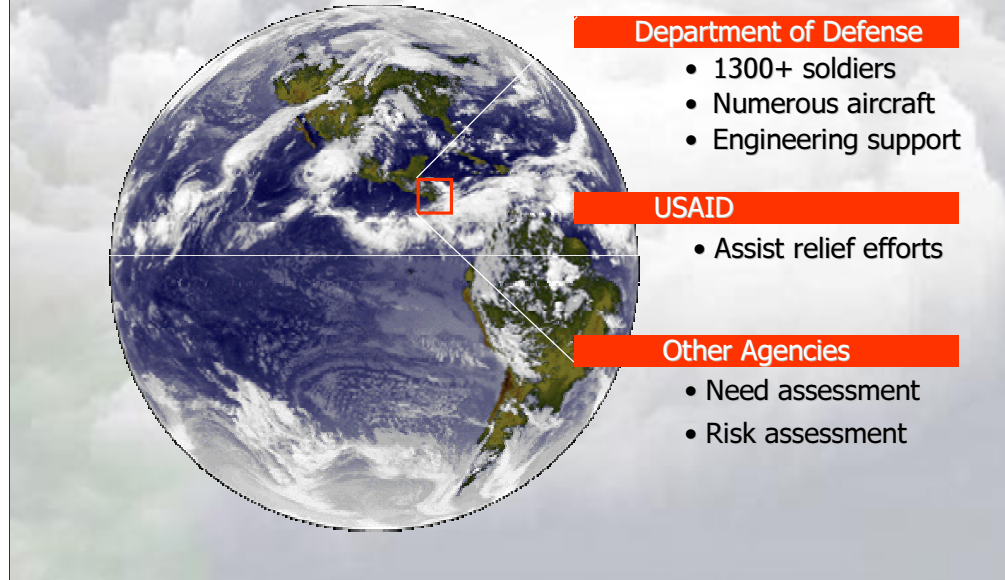 Department of Defense
• 1300+ soldiers
• Numerous aircraft
• Engineering support
USAID
• Assist relief efforts
Other Agencies
• Need assessment
• Risk assessment